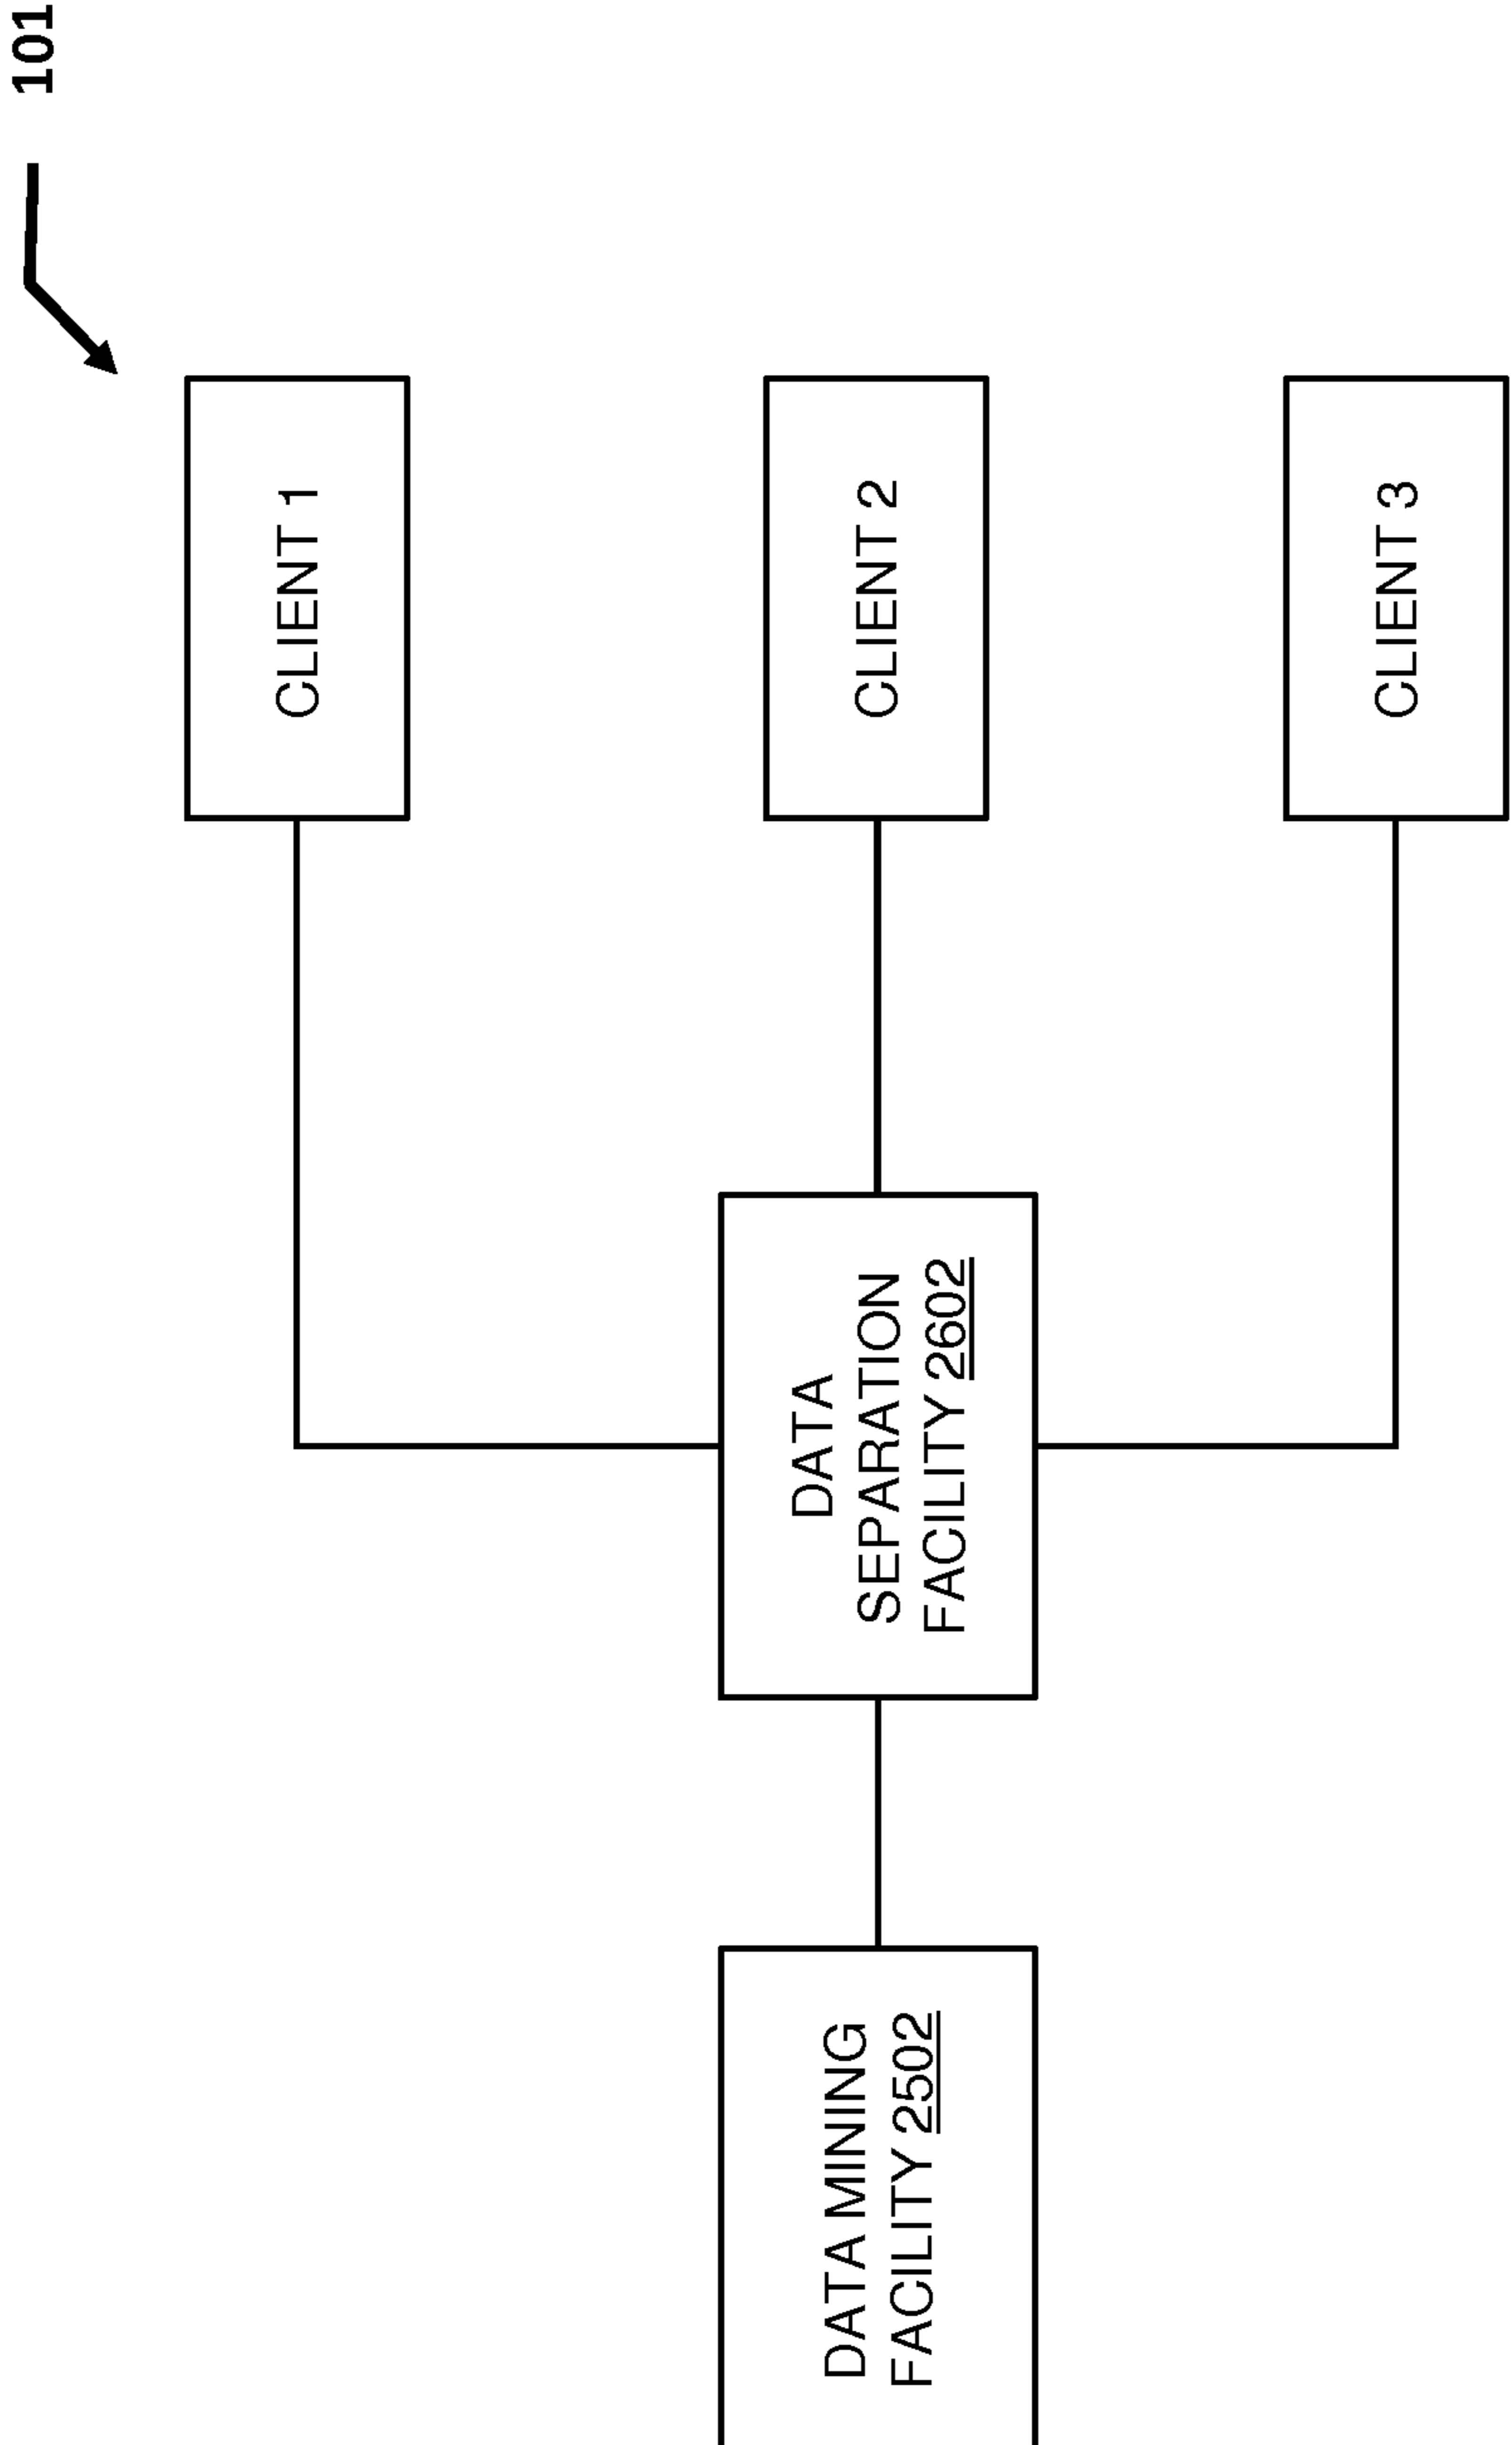 101
CLIENT 1
CLIENT 2
CLIENT 3
DATA
SEPARATION
FACILITY 2602
DATA MINING
FACILITY 2502